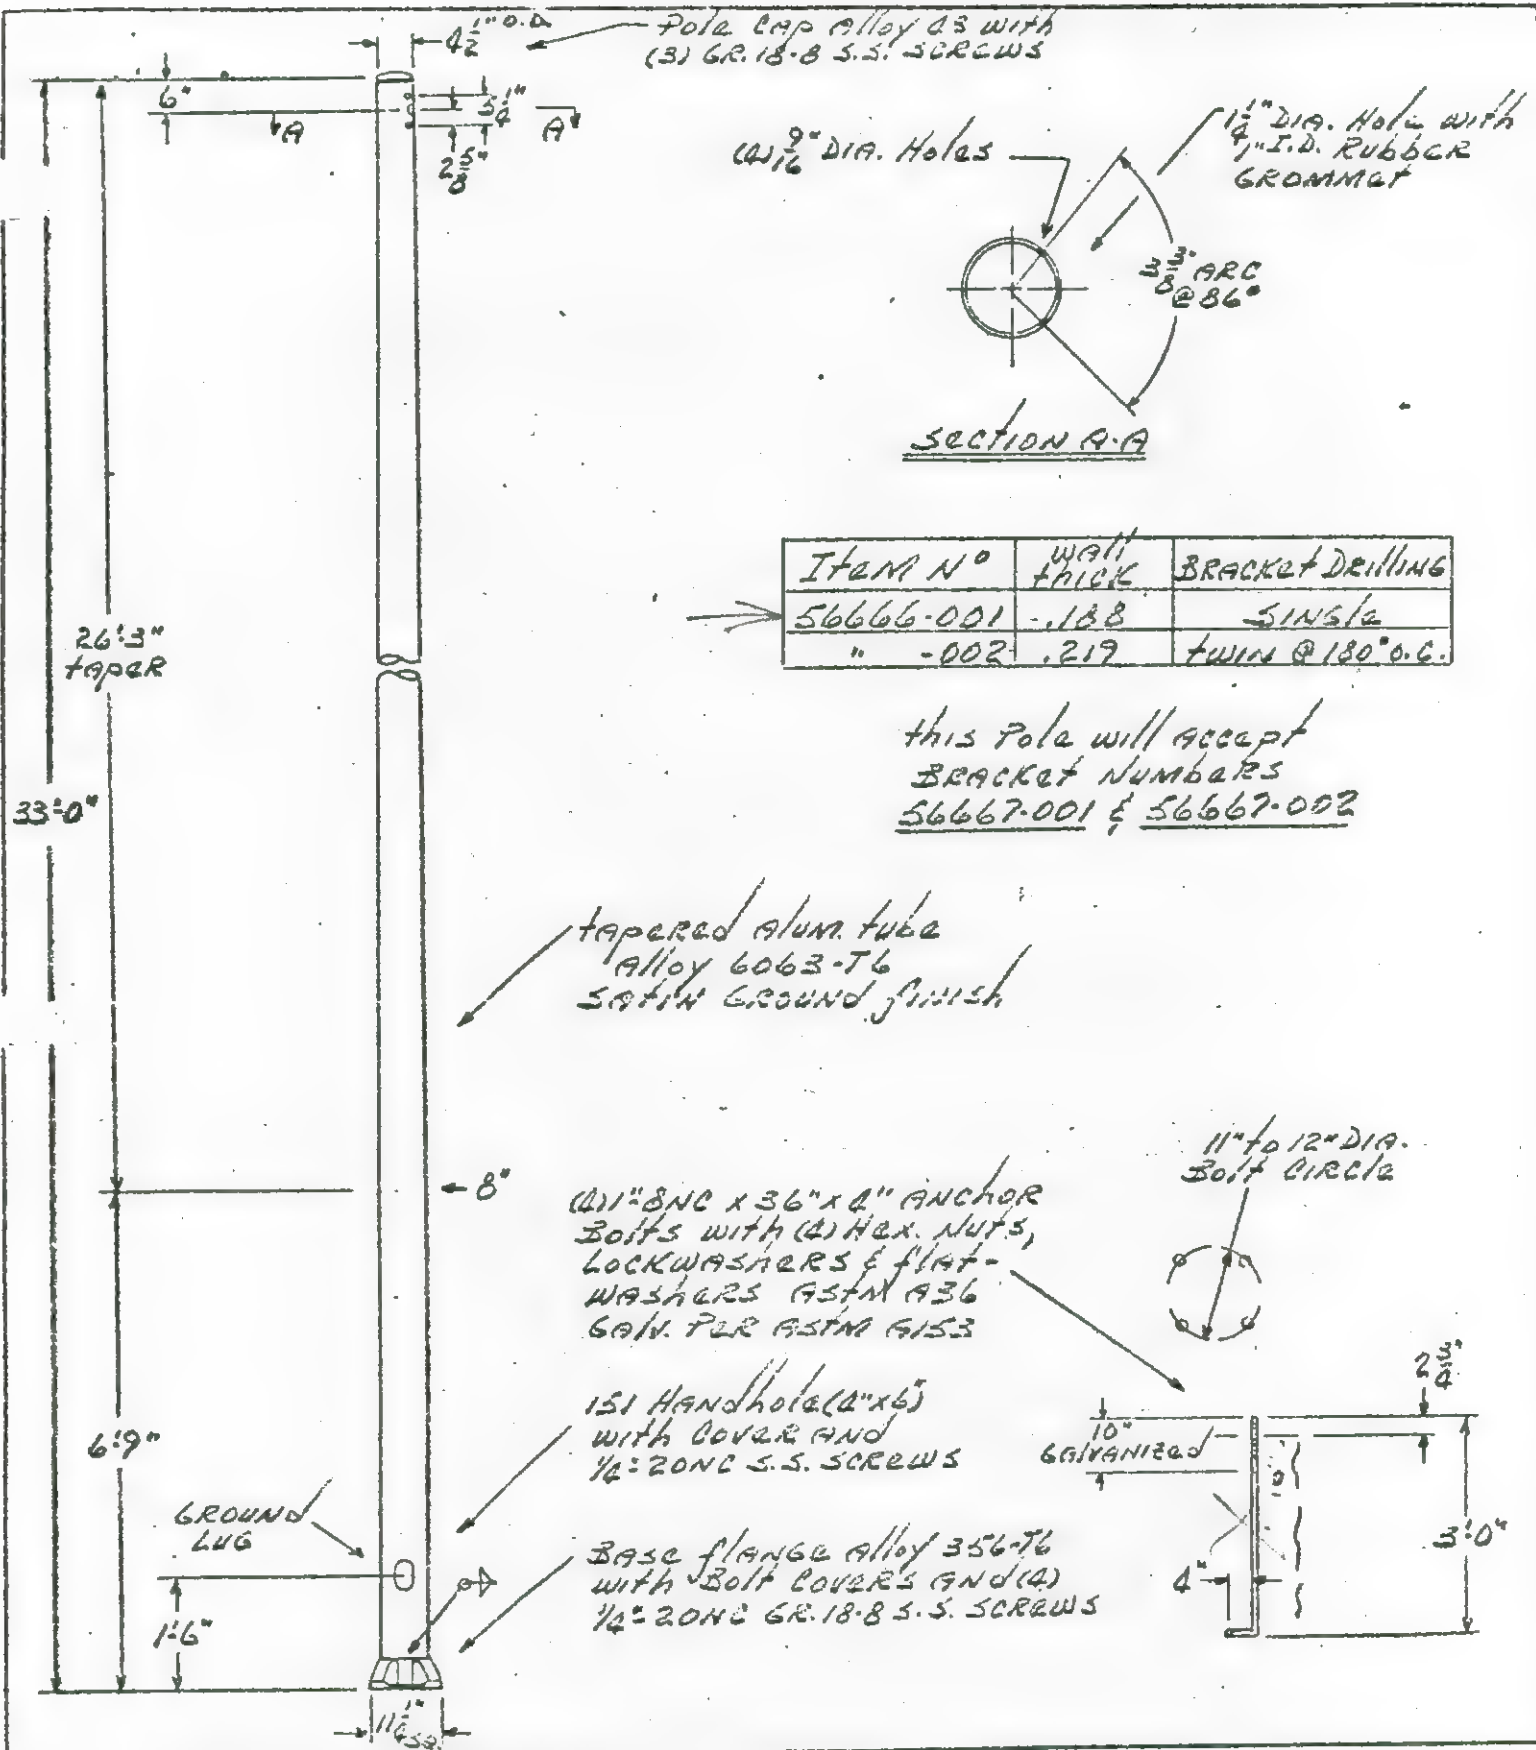 4 1/2" O.D.
Pole Cap Alloy 43 with
(3) GR. 18-8 S.S. SCREWS
6"
A
5 1/4"
A
2 5/8"
(4) 9/16" DIA. Holes
1 1/4" DIA. Hole with
1" I.D. RUBBER
GROMMET
3 3/8" ARC
@ 86°
SECTION A-A
ITEM Nº WALL THICK BRACKET DRILLING
56666-001 .188 SINGLE
" -002 .219 TWIN @ 180° O.C.
26'-3"
TAPER
this Pole will Accept
BRACKET NUMBERS
56667-001 & 56667-002
33'-0"
TAPERED ALUM. TUBE
Alloy 6063-T6
SATIN GROUND finish
8"
(4) 1"-8NC x 36" x 4" ANCHOR
Bolts with (4) Hex. Nuts,
LOCKWASHERS & flat-
WASHERS ASTM A36
GALV. PER ASTM A153
11" to 12" DIA.
Bolt CIRCLE
151 Handhole (4" x 6")
with COVER AND
1/4"-20NC S.S. SCREWS
6'-9"
2 3/4"
10"
GALVANIZED
3'-0"
4"
GROUND
LUG
BASE flANGE Alloy 356-T6
with Bolt COVERS AND (4)
1/4"-20NC GR. 18-8 S.S. SCREWS
1'-6"
11 1/4" SQ.